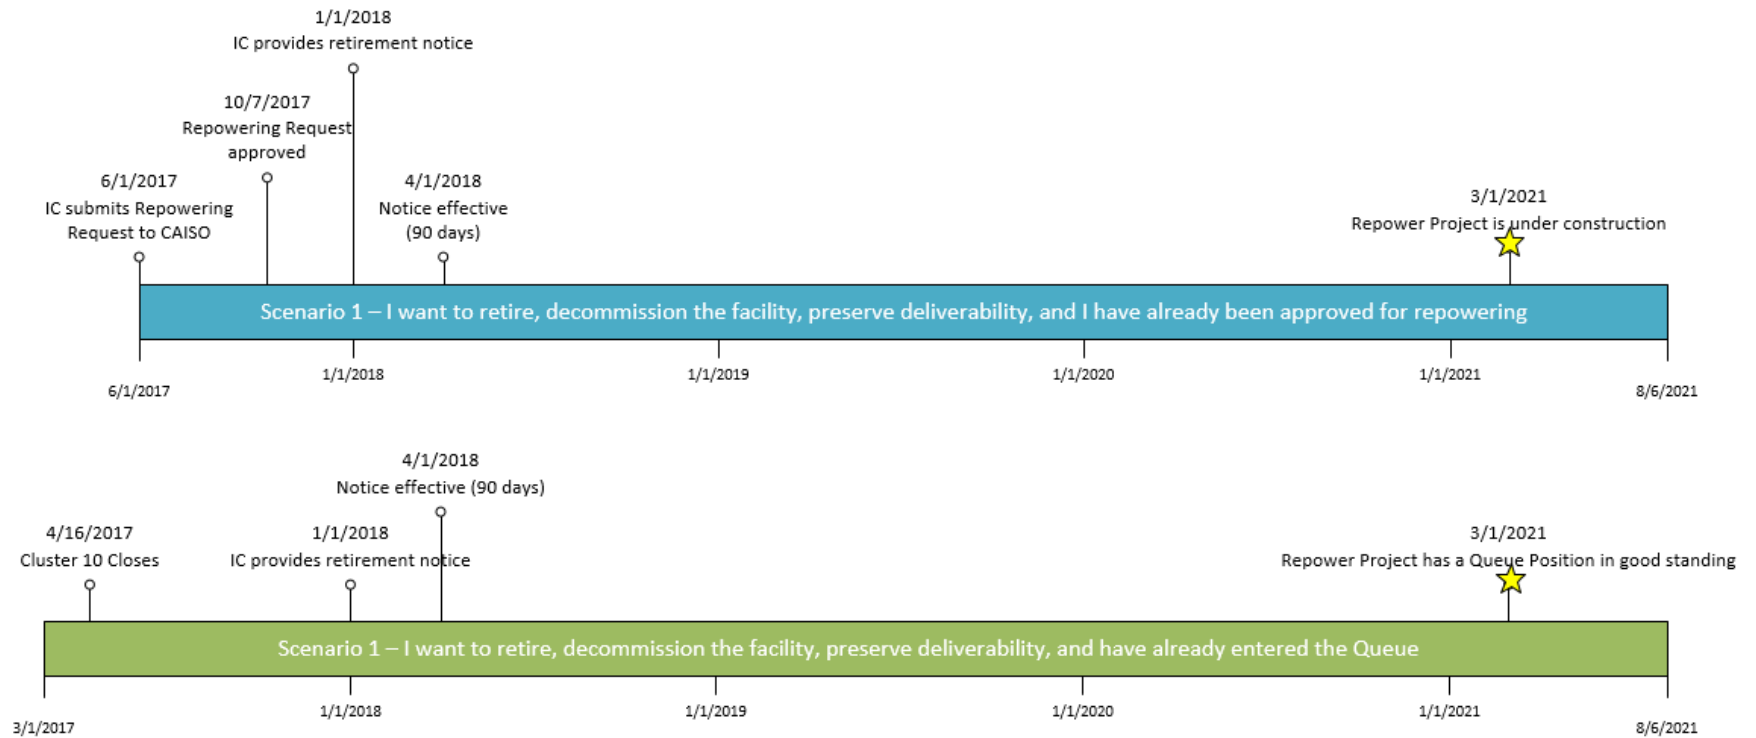 1/1/2018
IC provides retirement notice
10/7/2017
Repowering Request
approved
6/1/2017
IC submits Repowering
Request to CAISO
4/1/2018
Notice effective
(90 days)
3/1/2021
Repower Project is under construction
Scenario 1 – I want to retire, decommission the facility, preserve deliverability, and I have already been approved for repowering
6/1/2017
1/1/2018
1/1/2019
1/1/2020
1/1/2021
8/6/2021
4/1/2018
Notice effective (90 days)
4/16/2017
Cluster 10 Closes
1/1/2018
IC provides retirement notice
3/1/2021
Repower Project has a Queue Position in good standing
Scenario 1 – I want to retire, decommission the facility, preserve deliverability, and have already entered the Queue
3/1/2017
1/1/2018
1/1/2019
1/1/2020
1/1/2021
8/6/2021